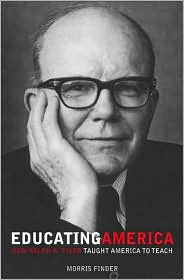 EDUCATINGAMERICA
HOW RALPH W. TYLER TAUGHT AMERICA TO TEACH
MORRIS FINDER